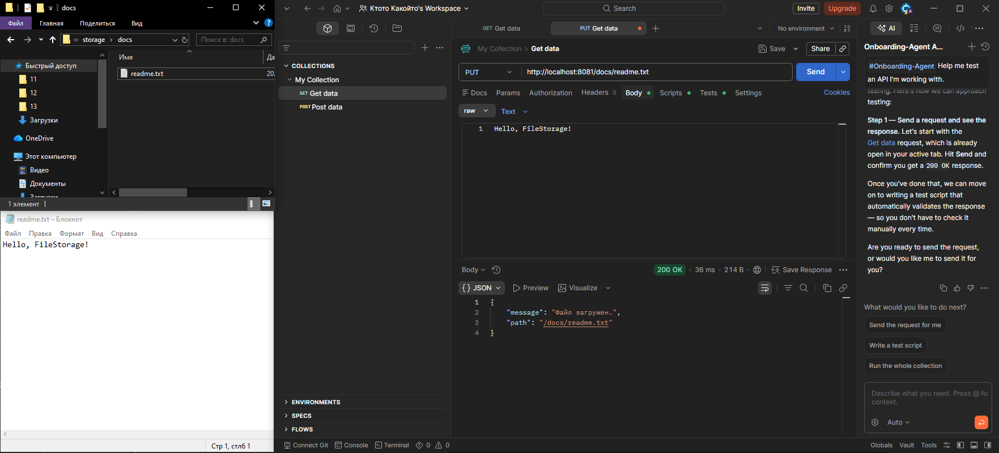 docs
Файл Главная Поделиться Вид
storage docs
Поиск в: docs
Быстрый доступ
11
12
13
Загрузки
OneDrive
Этот компьютер
Видео
Документы
Загрузки
Имя
Да
readme.txt 20.
1 элемент
readme.txt – Блокнот
Файл Правка Формат Вид Справка
Hello, FileStorage!
Стр 1, стлб 1
Ктото Какойто's Workspace
Search
Invite
Upgrade
COLLECTIONS
My Collection
GET Get data
POST Post data
ENVIRONMENTS
SPECS
FLOWS
GET Get data
PUT Get data
No environment
HTTP My Collection > Get data
Save
Share
PUT http://localhost:8081/docs/readme.txt
Send
Docs Params Authorization Headers 8 Body Scripts Tests Settings
Cookies
raw Text
1 Hello, FileStorage!
Body
200 OK • 36 ms • 214 B
e.g. Save Response
{} JSON Preview Visualize
1 {
2 "message": "Файл загружен.",
3 "path": "/docs/readme.txt"
4 }
AI
Onboarding-Agent A...
#Onboarding-Agent Help me test
an API I'm working with.
testing. Here's how we can approach
testing:
Step 1 — Send a request and see the
response. Let's start with the
Get data request, which is already
open in your active tab. Hit Send and
confirm you get a 200 OK response.
Once you've done that, we can move
on to writing a test script that
automatically validates the response
— so you don't have to check it
manually every time.
Are you ready to send the request,
or would you like me to send it for
you?
What would you like to do next?
Send the request for me
Write a test script
Run the whole collection
Describe what you need. Press @ fo
context.
Auto
Connect Git Console Terminal 0 0
Globals Vault Tools